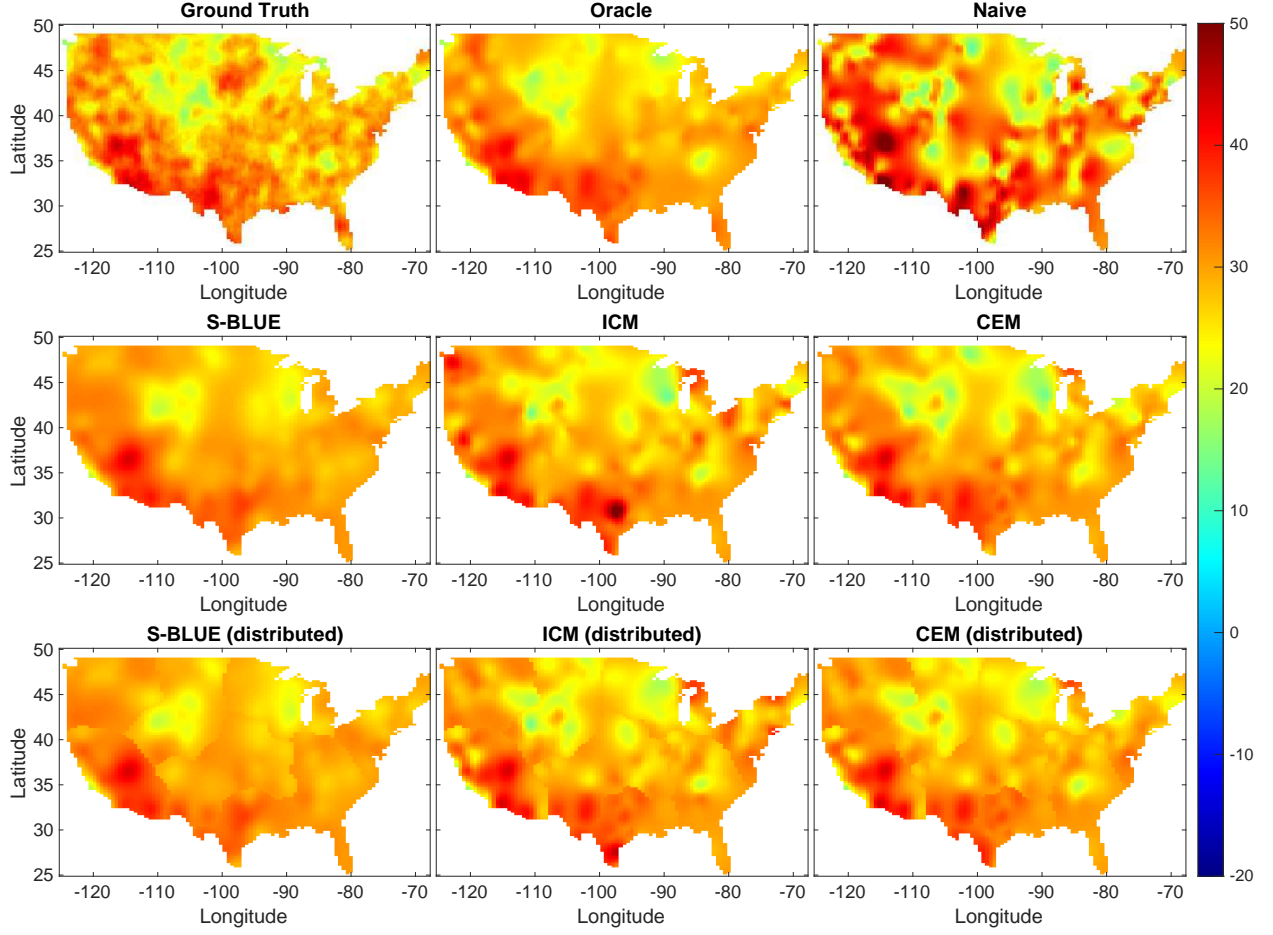 Ground Truth
Oracle
Naive
50
45
40
35
30
25
Latitude
-120 -110 -100 -90 -80 -70
Longitude
-120 -110 -100 -90 -80 -70
Longitude
-120 -110 -100 -90 -80 -70
Longitude
S-BLUE
ICM
CEM
50
45
40
35
30
25
Latitude
-120 -110 -100 -90 -80 -70
Longitude
-120 -110 -100 -90 -80 -70
Longitude
-120 -110 -100 -90 -80 -70
Longitude
S-BLUE (distributed)
ICM (distributed)
CEM (distributed)
50
45
40
35
30
25
Latitude
-120 -110 -100 -90 -80 -70
Longitude
-120 -110 -100 -90 -80 -70
Longitude
-120 -110 -100 -90 -80 -70
Longitude
50
40
30
20
10
0
-10
-20